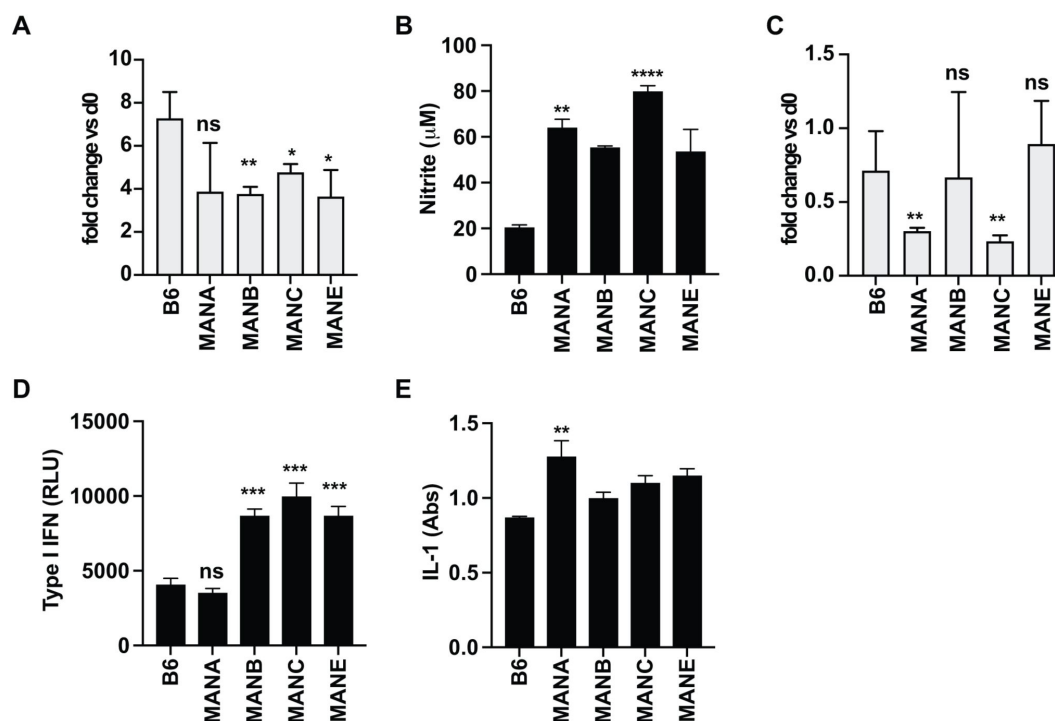 A
fold change vs d0
10
8
6
4
2
0
ns
**
*
*
B6
MANA
MANB
MANC
MANE
B
Nitrite (μM)
100
80
60
40
20
0
**
****
B6
MANA
MANB
MANC
MANE
C
fold change vs d0
1.5
1.0
0.5
0.0
**
ns
**
ns
B6
MANA
MANB
MANC
MANE
D
Type I IFN (RLU)
15000
10000
5000
0
ns
***
***
***
B6
MANA
MANB
MANC
MANE
E
IL-1 (Abs)
1.5
1.0
0.5
0.0
**
B6
MANA
MANB
MANC
MANE